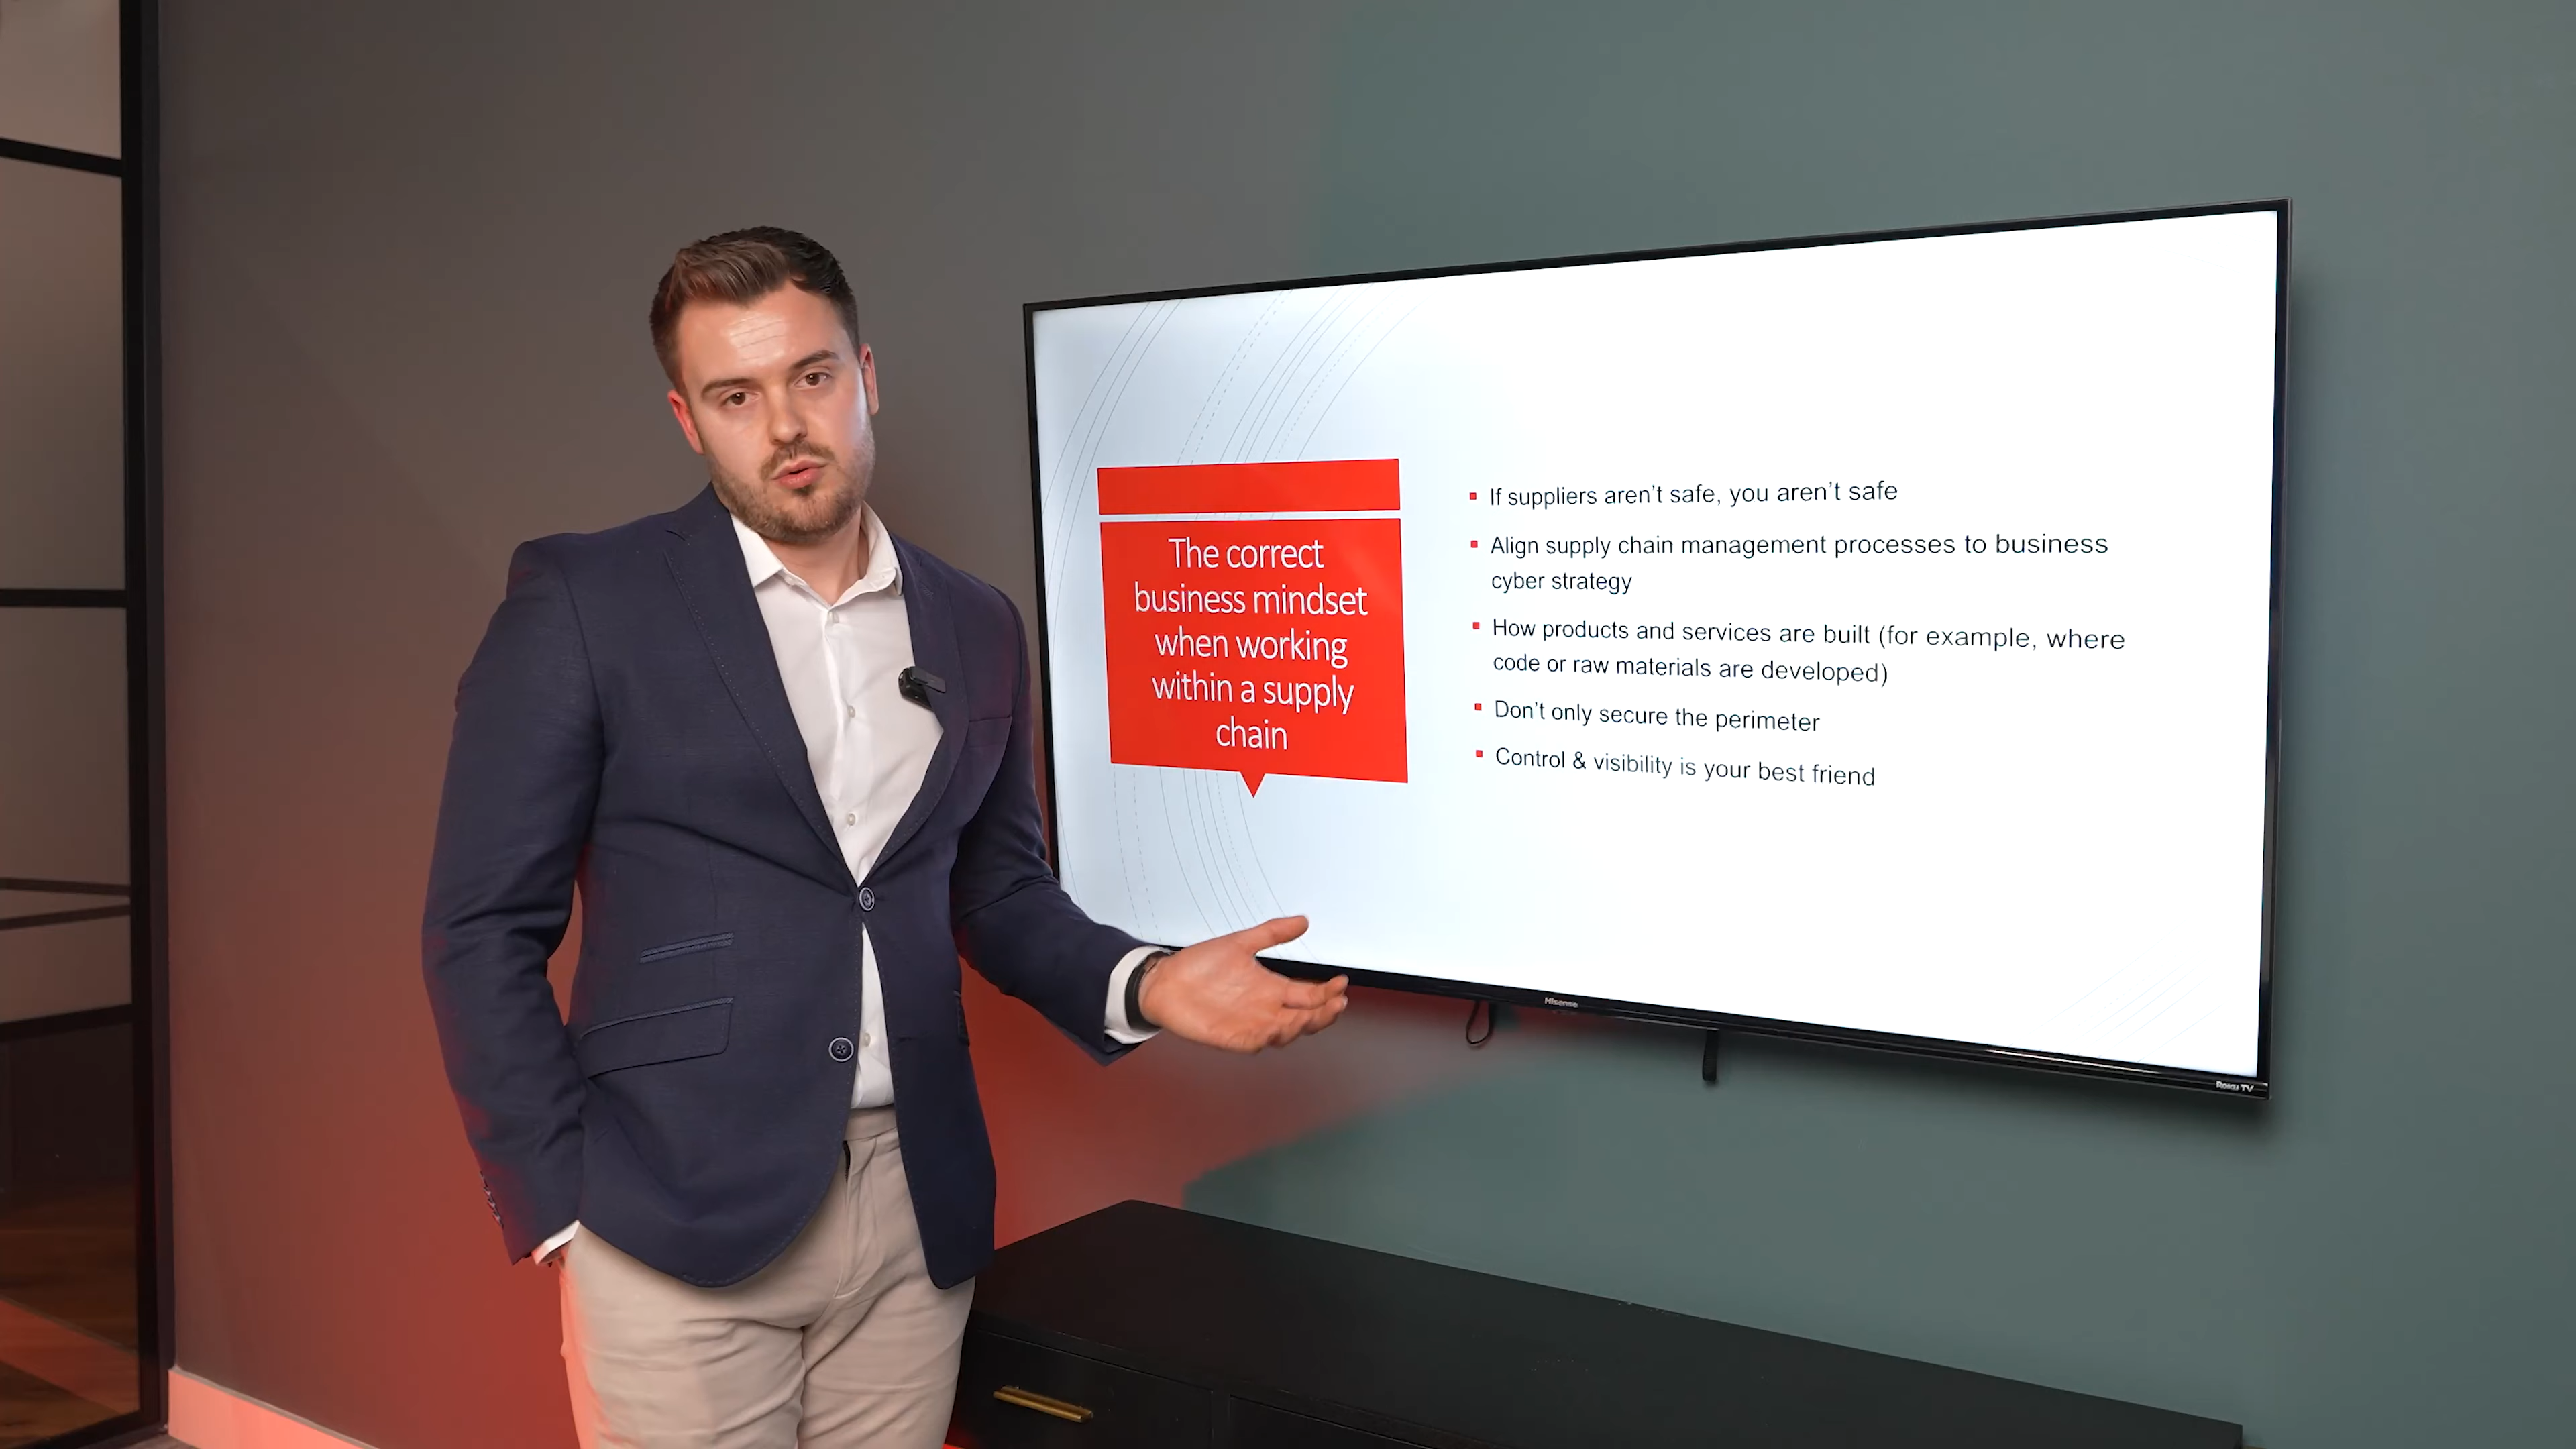 The correct
business mindset
when working
within a supply
chain
If suppliers aren't safe, you aren't safe
Align supply chain management processes to business
cyber strategy
How products and services are built (for example, where
code or raw materials are developed)
Don't only secure the perimeter
Control & visibility is your best friend
Hisense
Roku TV